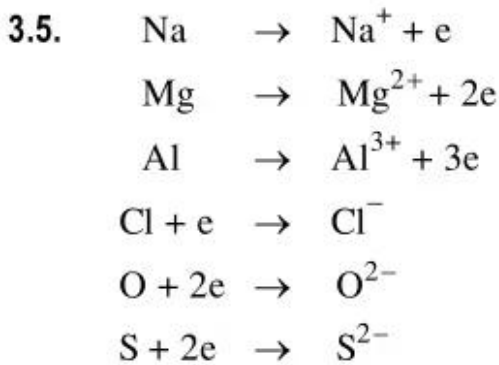 3.5. Na → Na⁺ + e
Mg → Mg²⁺ + 2e
Al → Al³⁺ + 3e
Cl + e → Cl⁻
O + 2e → O²⁻
S + 2e → S²⁻